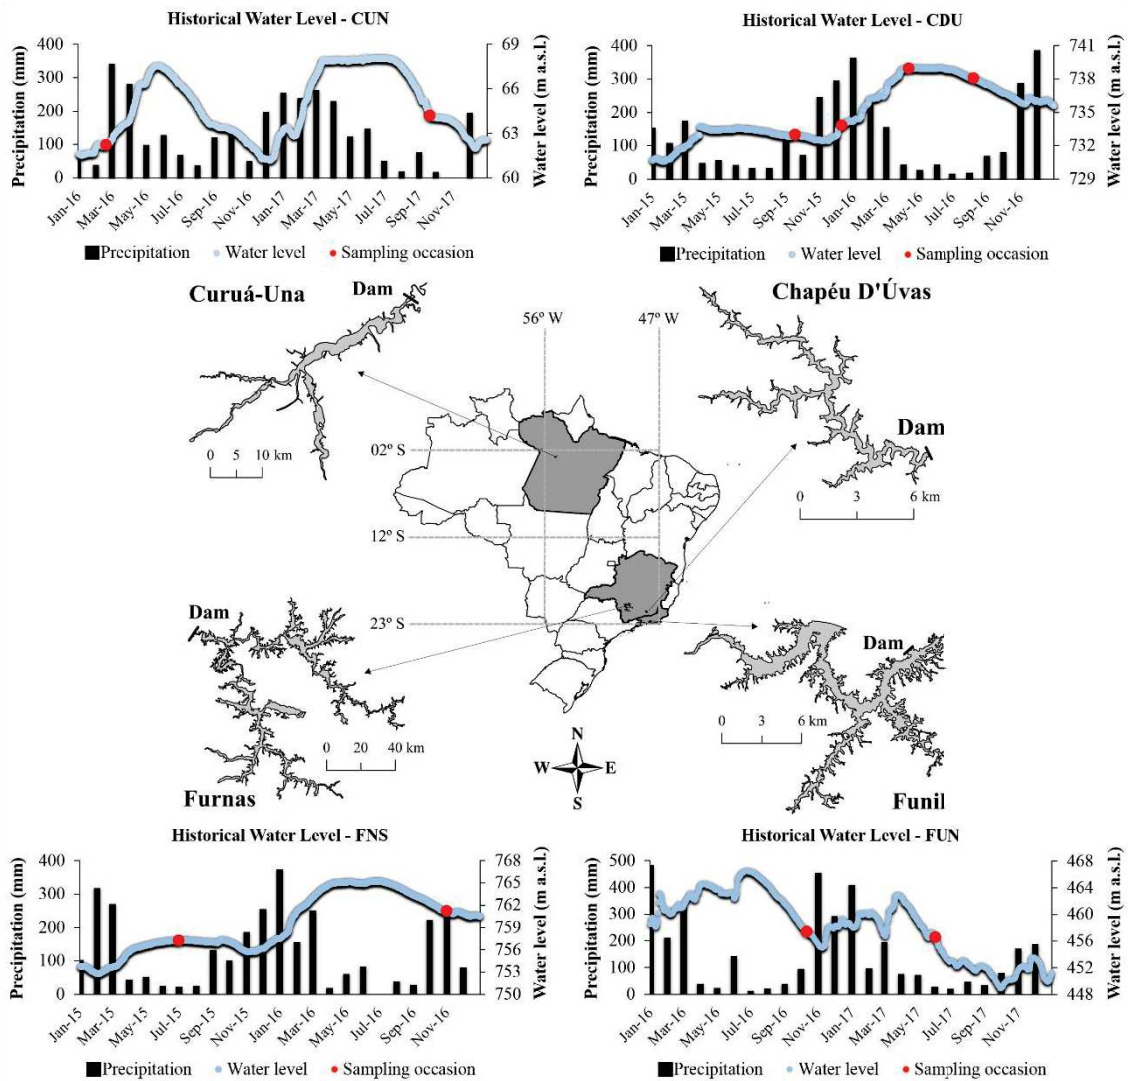 Historical Water Level - CUN
Precipitation (mm)
400
300
200
100
0
69
66
63
60
Water level (m a.s.l.)
Jan-16
Mar-16
May-16
Jul-16
Sep-16
Nov-16
Jan-17
Mar-17
May-17
Jul-17
Sep-17
Nov-17
Precipitation Water level Sampling occasion
Historical Water Level - CDU
Precipitation (mm)
400
300
200
100
0
741
738
735
732
729
Water level (m a.s.l.)
Jan-15
Mar-15
May-15
Jul-15
Sep-15
Nov-15
Jan-16
Mar-16
May-16
Jul-16
Sep-16
Nov-16
Precipitation Water level Sampling occasion
Curuá-Una
Dam
0 5 10 km
Chapéu D'Úvas
Dam
0 3 6 km
56º W
47º W
02º S
12º S
23º S
Dam
0 20 40 km
Furnas
N
W E
S
Dam
0 3 6 km
Funil
Historical Water Level - FNS
Precipitation (mm)
400
300
200
100
0
768
765
762
759
756
753
750
Water level (m a.s.l.)
Jan-15
Mar-15
May-15
Jul-15
Sep-15
Nov-15
Jan-16
Mar-16
May-16
Jul-16
Sep-16
Nov-16
Precipitation Water level Sampling occasion
Historical Water Level - FUN
Precipitation (mm)
500
400
300
200
100
0
468
464
460
456
452
448
Water level (m a.s.l.)
Jan-16
Mar-16
May-16
Jul-16
Sep-16
Nov-16
Jan-17
Mar-17
May-17
Jul-17
Sep-17
Nov-17
Precipitation Water level Sampling occasion